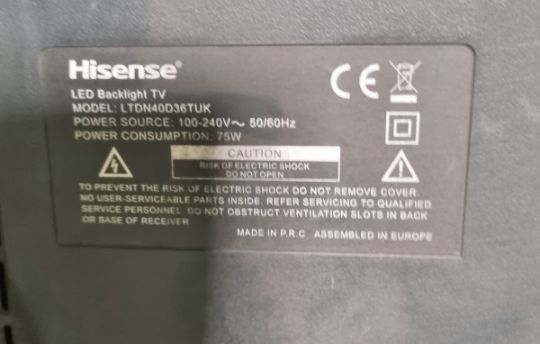 Hisense®
LED Backlight TV
MODEL: LTDN40D36TUK
POWER SOURCE: 100-240V~ 50/60Hz
POWER CONSUMPTION: 75W
CE
CAUTION
RISK OF ELECTRIC SHOCK
DO NOT OPEN
TO PREVENT THE RISK OF ELECTRIC SHOCK DO NOT REMOVE COVER.
NO USER-SERVICEABLE PARTS INSIDE. REFER SERVICING TO QUALIFIED
SERVICE PERSONNEL. DO NOT OBSTRUCT VENTILATION SLOTS IN BACK
OR BASE OF RECEIVER
MADE IN P.R.C ASSEMBLED IN EUROPE